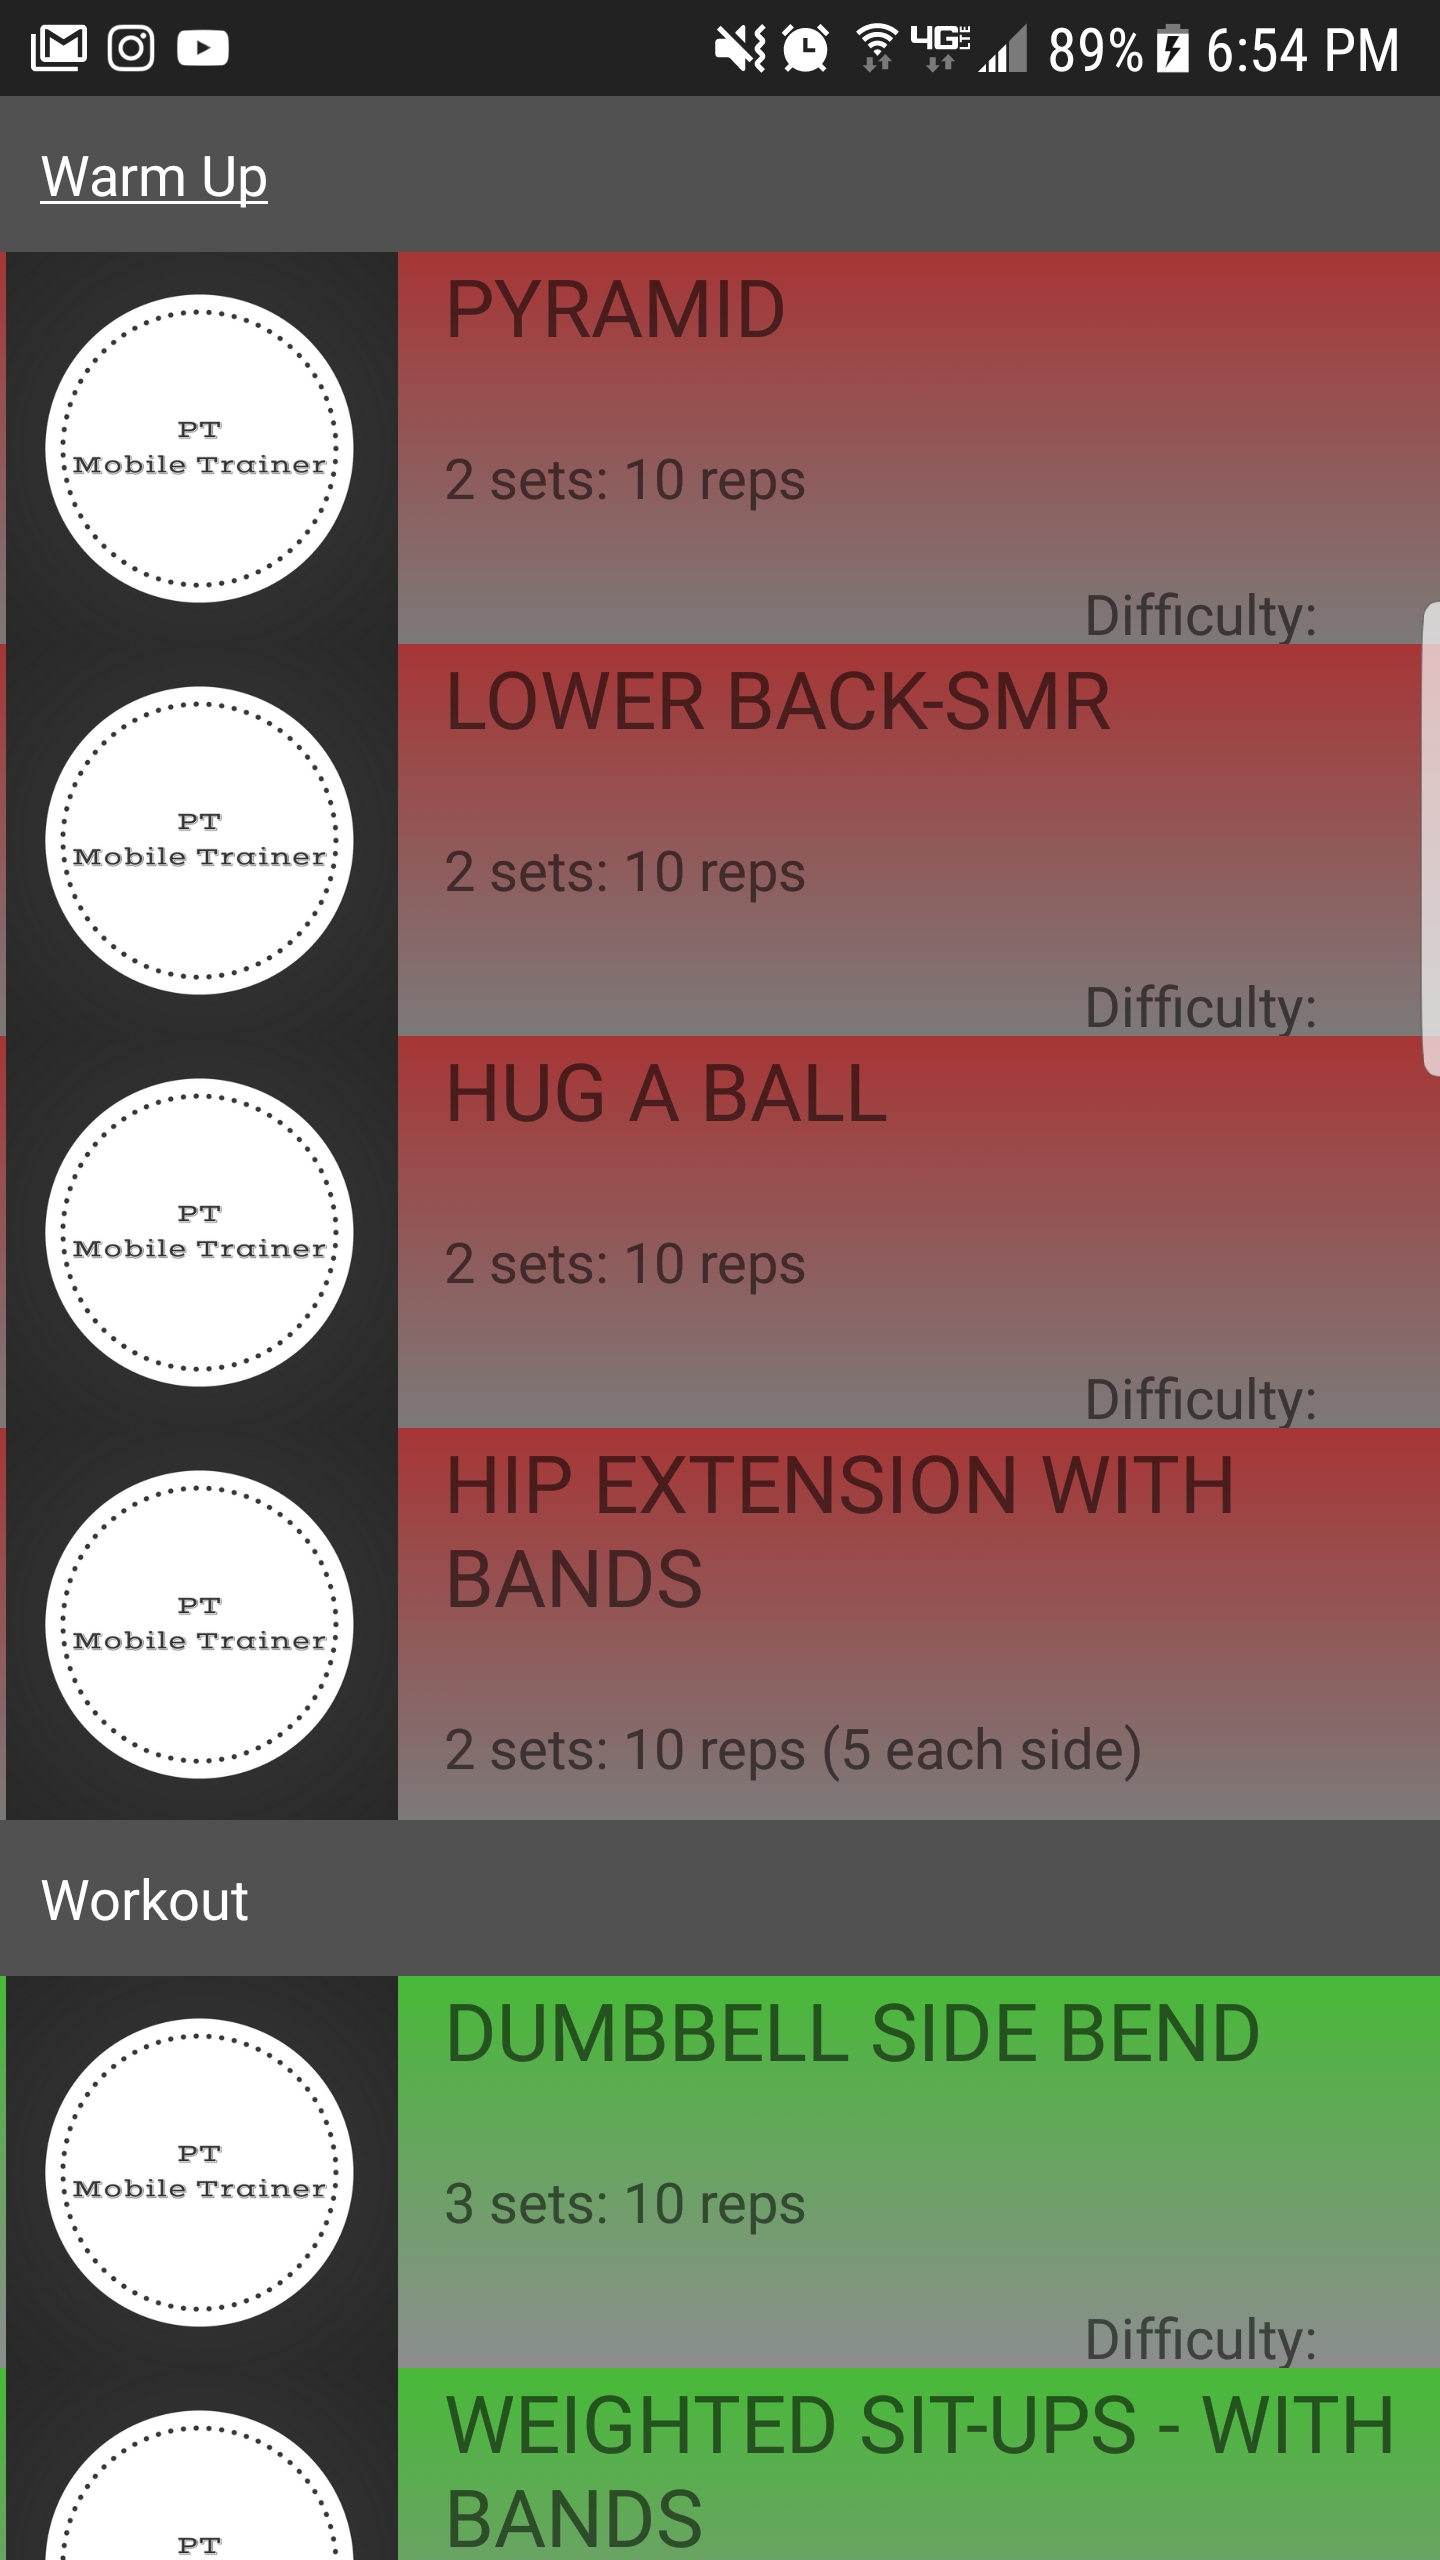 4G LTE 89% 6:54 PM
Warm Up
PYRAMID
PT
Mobile Trainer
2 sets: 10 reps
Difficulty:
LOWER BACK-SMR
PT
Mobile Trainer
2 sets: 10 reps
Difficulty:
HUG A BALL
PT
Mobile Trainer
2 sets: 10 reps
Difficulty:
HIP EXTENSION WITH
BANDS
PT
Mobile Trainer
2 sets: 10 reps (5 each side)
Workout
DUMBBELL SIDE BEND
PT
Mobile Trainer
3 sets: 10 reps
Difficulty:
WEIGHTED SIT-UPS - WITH
BANDS
PT